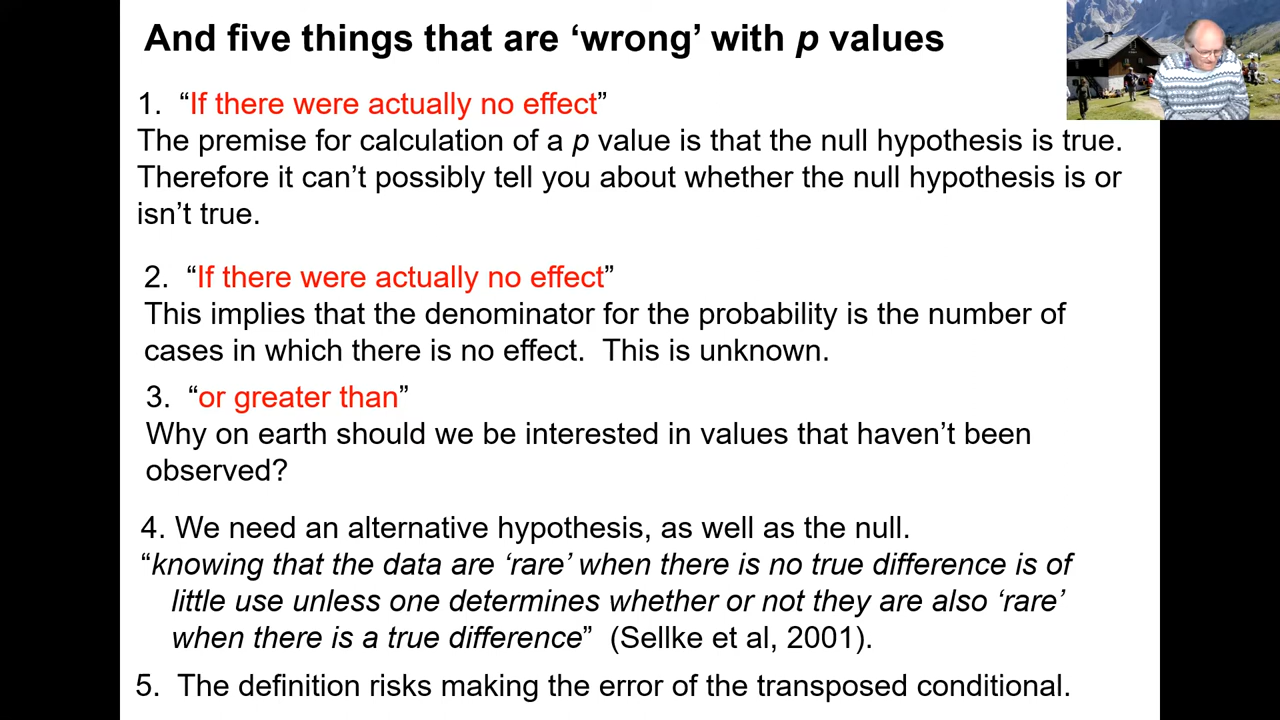 And five things that are ‘wrong’ with p values
1. “If there were actually no effect”
The premise for calculation of a p value is that the null hypothesis is true.
Therefore it can’t possibly tell you about whether the null hypothesis is or
isn’t true.
2. “If there were actually no effect”
This implies that the denominator for the probability is the number of
cases in which there is no effect. This is unknown.
3. “or greater than”
Why on earth should we be interested in values that haven’t been
observed?
4. We need an alternative hypothesis, as well as the null.
“knowing that the data are ‘rare’ when there is no true difference is of
little use unless one determines whether or not they are also ‘rare’
when there is a true difference” (Sellke et al, 2001).
5. The definition risks making the error of the transposed conditional.